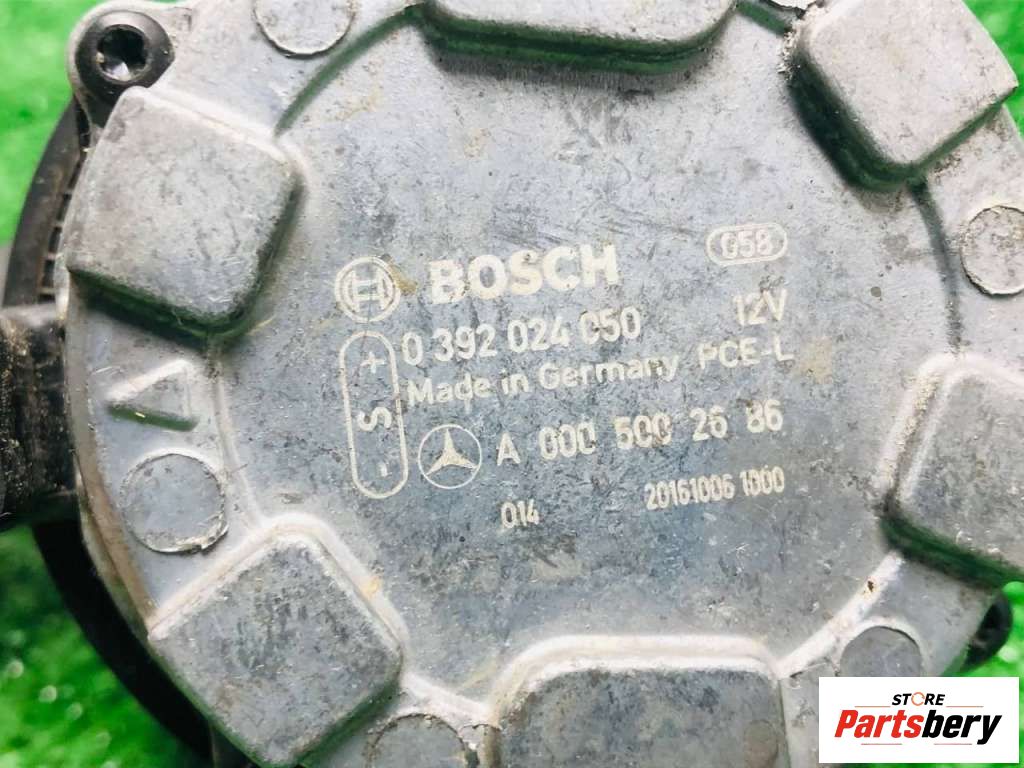 058
BOSCH
0 392 024 050 12V
Made in Germany PCE-L
+ S -
A 000 500 26 86
014 20161006 1000
STORE
Partsbery